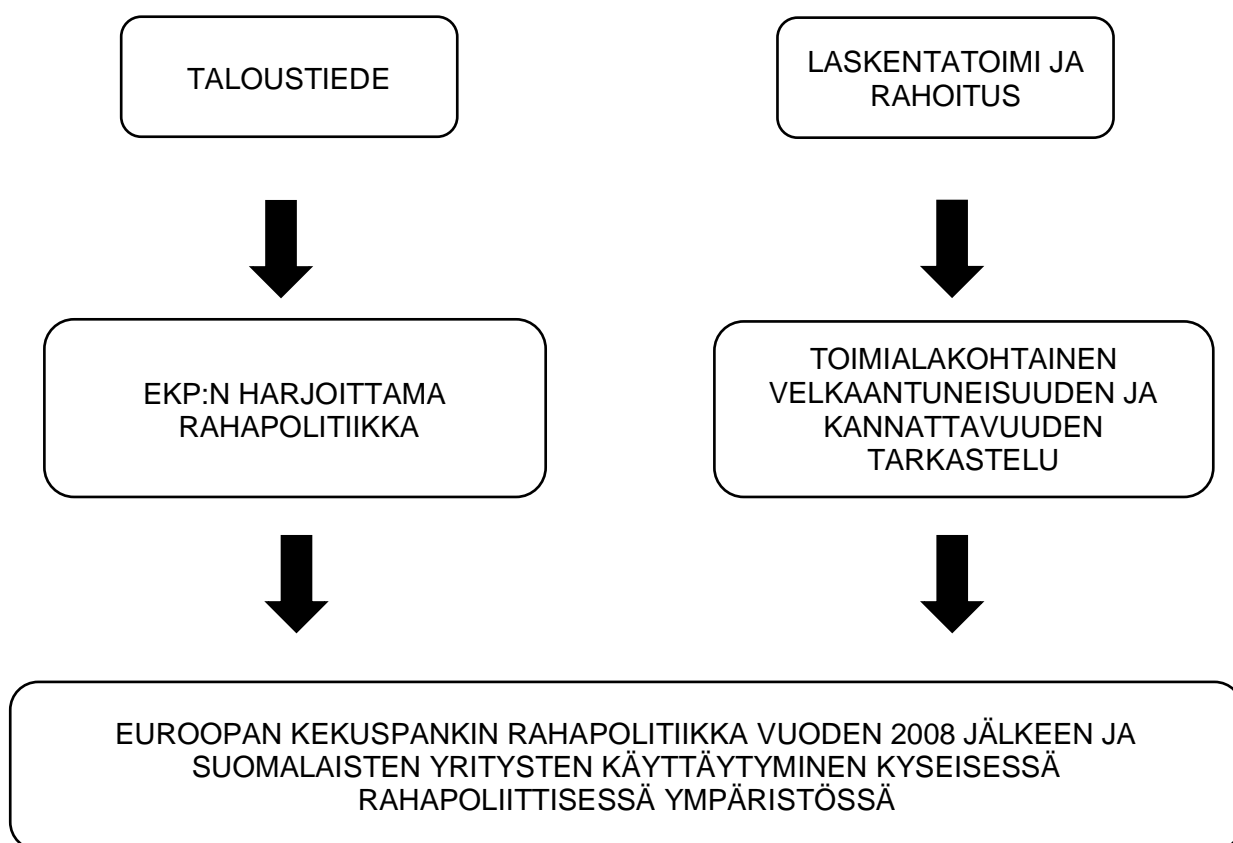 TALOUSTIEDE
LASKENTATOIMI JA
RAHOITUS
EKP:N HARJOITTAMA
RAHAPOLITIIKKA
TOIMIALAKOHTAINEN
VELKAANTUNEISUUDEN JA
KANNATTAVUUDEN
TARKASTELU
EUROOPAN KEKUSPANKIN RAHAPOLITIIKKA VUODEN 2008 JÄLKEEN JA
SUOMALAISTEN YRITYSTEN KÄYTTÄYTYMINEN KYSEISESSÄ
RAHAPOLIITTISESSÄ YMPÄRISTÖSSÄ